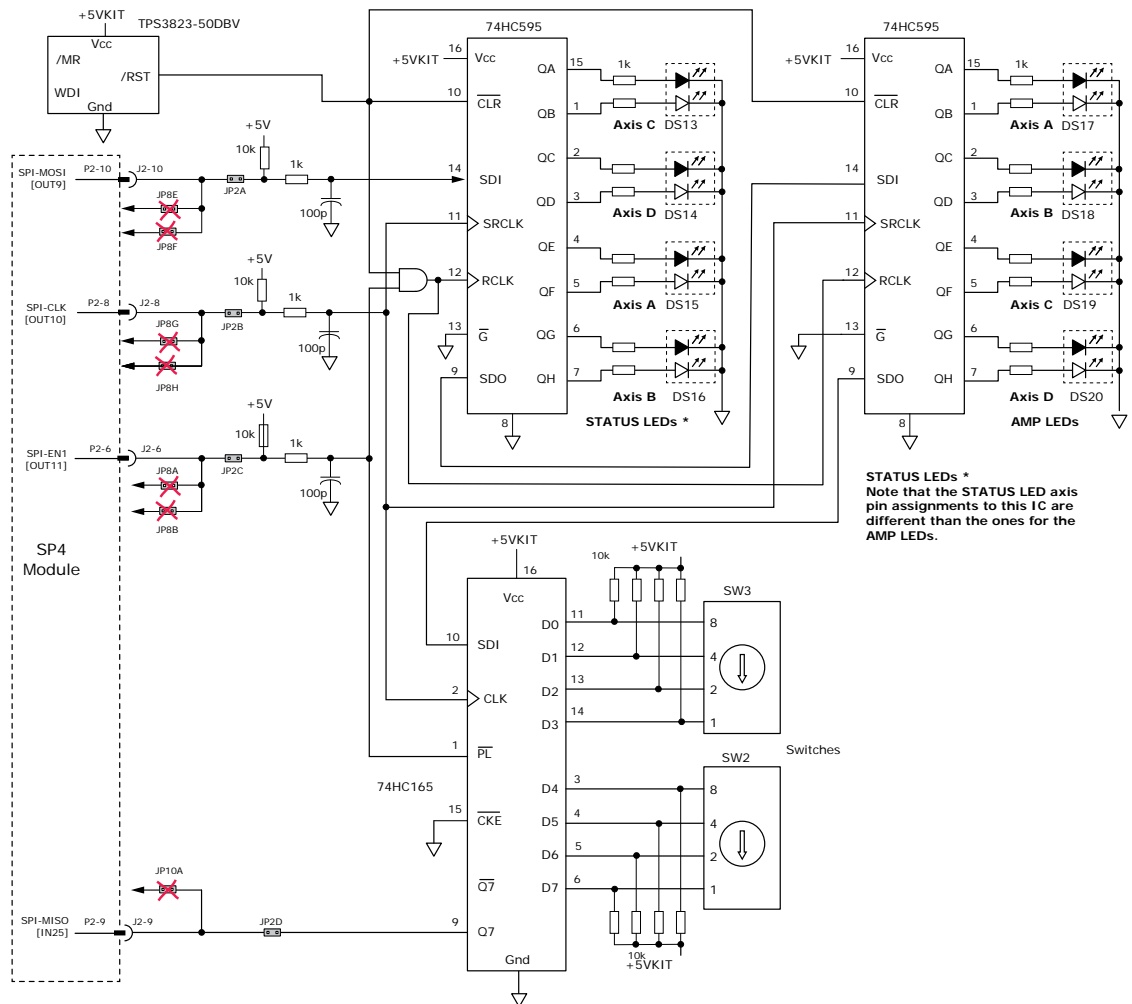 +5VKIT
TPS3823-50DBV
Vcc
/MR
/RST
WDI
Gnd
SP4
Module
SPI-MOSI
[OUT9]
P2-10
J2-10
JP8E
JP8F
JP2A
+5V
10k
1k
100p
SPI-CLK
[OUT10]
P2-8
J2-8
JP8G
JP8H
JP2B
+5V
10k
1k
100p
SPI-EN1
[OUT11]
P2-6
J2-6
JP8A
JP8B
JP2C
+5V
10k
1k
100p
SPI-MISO
[IN25]
P2-9
J2-9
JP10A
JP2D
74HC595
+5VKIT
16
Vcc
10
CLR
14
SDI
11
SRCLK
12
RCLK
13
G
9
SDO
8
QA
15
QB
1
QC
2
QD
3
QE
4
QF
5
QG
6
QH
7
1k
Axis C
DS13
Axis D
DS14
Axis A
DS15
Axis B
DS16
STATUS LEDs *
74HC595
+5VKIT
16
Vcc
10
CLR
14
SDI
11
SRCLK
12
RCLK
13
G
9
SDO
8
QA
15
QB
1
QC
2
QD
3
QE
4
QF
5
QG
6
QH
7
1k
Axis A
DS17
Axis B
DS18
Axis C
DS19
Axis D
DS20
AMP LEDs
STATUS LEDs *
Note that the STATUS LED axis
pin assignments to this IC are
different than the ones for the
AMP LEDs.
74HC165
+5VKIT
16
Vcc
10
SDI
2
CLK
1
PL
15
CKE
Q7
9
Q7
Gnd
D0
11
D1
12
D2
13
D3
14
D4
3
D5
4
D6
5
D7
6
10k
+5VKIT
SW3
8
4
2
1
Switches
SW2
8
4
2
1
10k
+5VKIT